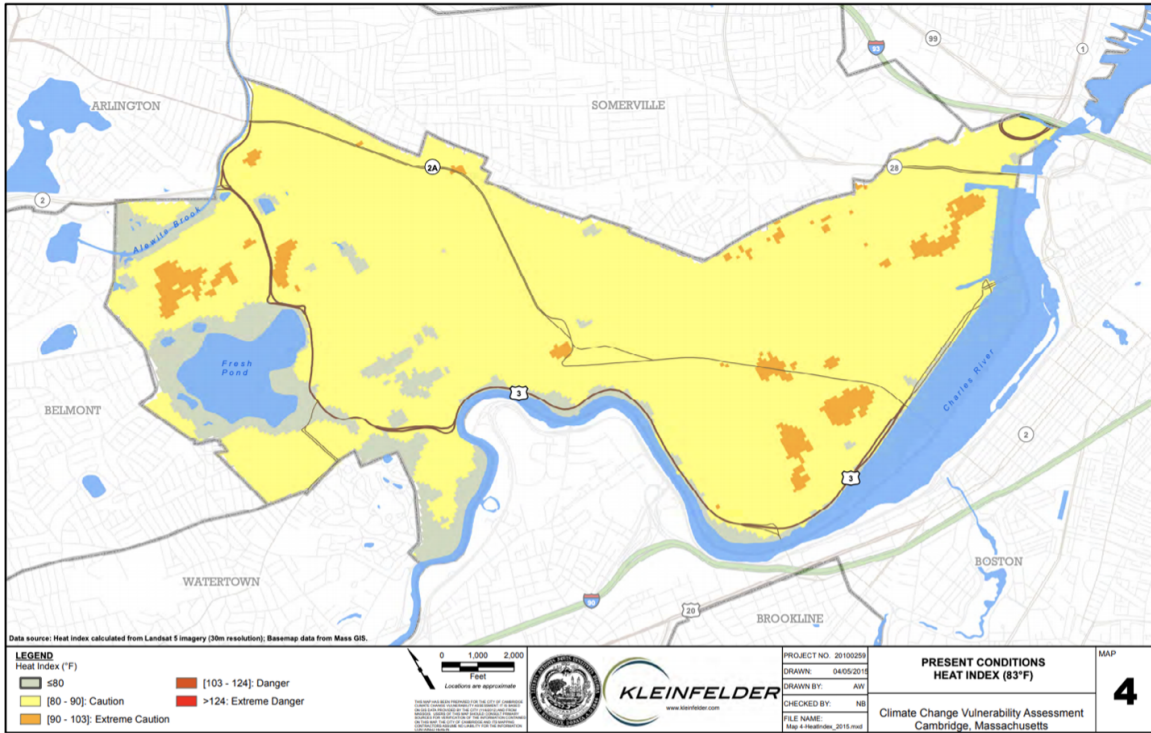 ARLINGTON
SOMERVILLE
93
99
1
2A
28
2
Alewife Brook
Fresh
Pond
BELMONT
3
Charles River
2
3
WATERTOWN
BOSTON
90
20
BROOKLINE
Data source: Heat index calculated from Landsat 5 imagery (30m resolution); Basemap data from Mass GIS.
LEGEND
Heat Index (°F)
≤80
[80 - 90]: Caution
[90 - 103]: Extreme Caution
[103 - 124]: Danger
>124: Extreme Danger
0 1,000 2,000
Feet
Locations are approximate
KLEINFELDER
www.kleinfelder.com
PROJECT NO. 20100259
DRAWN: 04/05/2015
DRAWN BY: AW
CHECKED BY: NB
FILE NAME:
Map 4-HeatIndex_2015.mxd
PRESENT CONDITIONS
HEAT INDEX (83°F)
Climate Change Vulnerability Assessment
Cambridge, Massachusetts
MAP
4